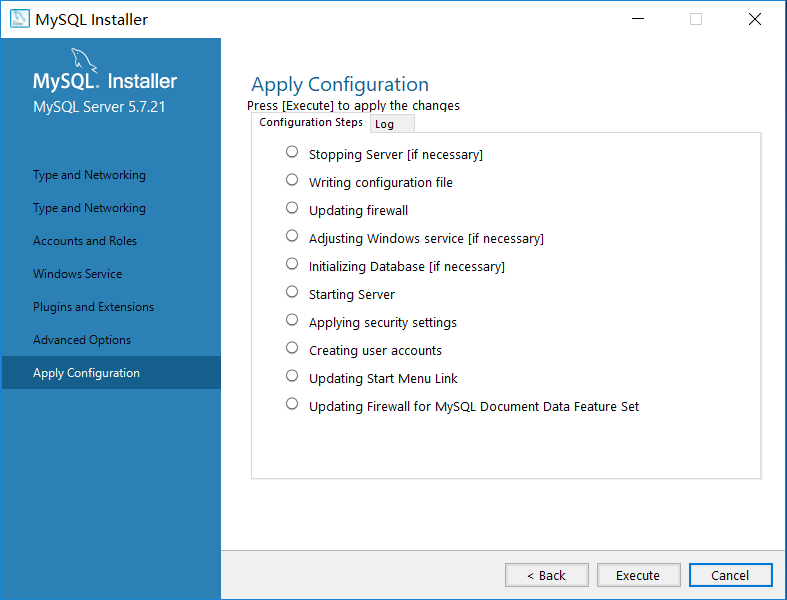 MySQL Installer
MySQL. Installer
MySQL Server 5.7.21
Type and Networking
Type and Networking
Accounts and Roles
Windows Service
Plugins and Extensions
Advanced Options
Apply Configuration
Apply Configuration
Press [Execute] to apply the changes
Configuration Steps Log
Stopping Server [if necessary]
Writing configuration file
Updating firewall
Adjusting Windows service [if necessary]
Initializing Database [if necessary]
Starting Server
Applying security settings
Creating user accounts
Updating Start Menu Link
Updating Firewall for MySQL Document Data Feature Set
< Back Execute Cancel